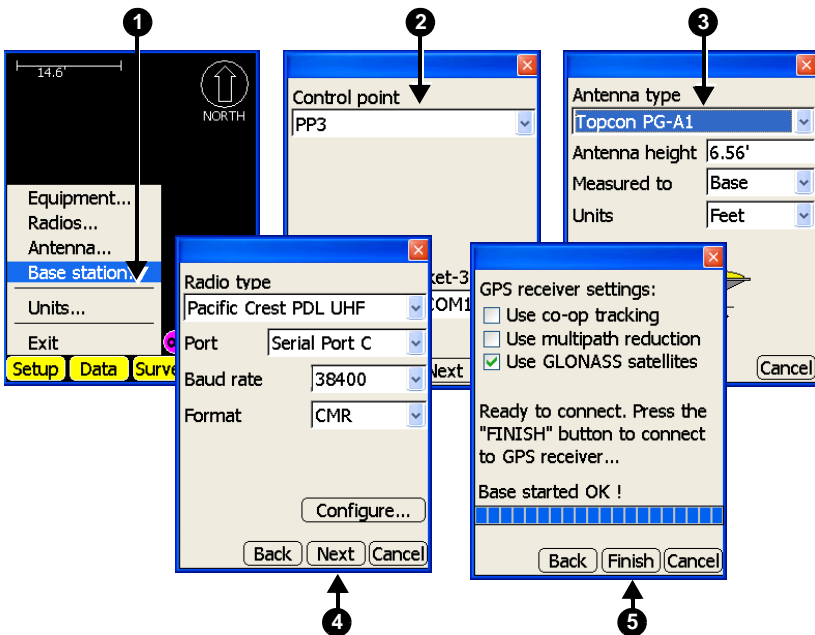 1
14.6'
NORTH
Equipment...
Radios...
Antenna...
Base station...
Units...
Exit
Setup
Data
2
Control point
PP3
COM1
3
Antenna type
Topcon PG-A1
Antenna height 6.56'
Measured to Base
Units Feet
Cancel
Radio type
Pacific Crest PDL UHF
Port Serial Port C
Baud rate 38400
Format CMR
Configure...
Back Next Cancel
4
GPS receiver settings:
Use co-op tracking
Use multipath reduction
Use GLONASS satellites
Ready to connect. Press the
"FINISH" button to connect
to GPS receiver...
Base started OK !
Back Finish Cancel
5